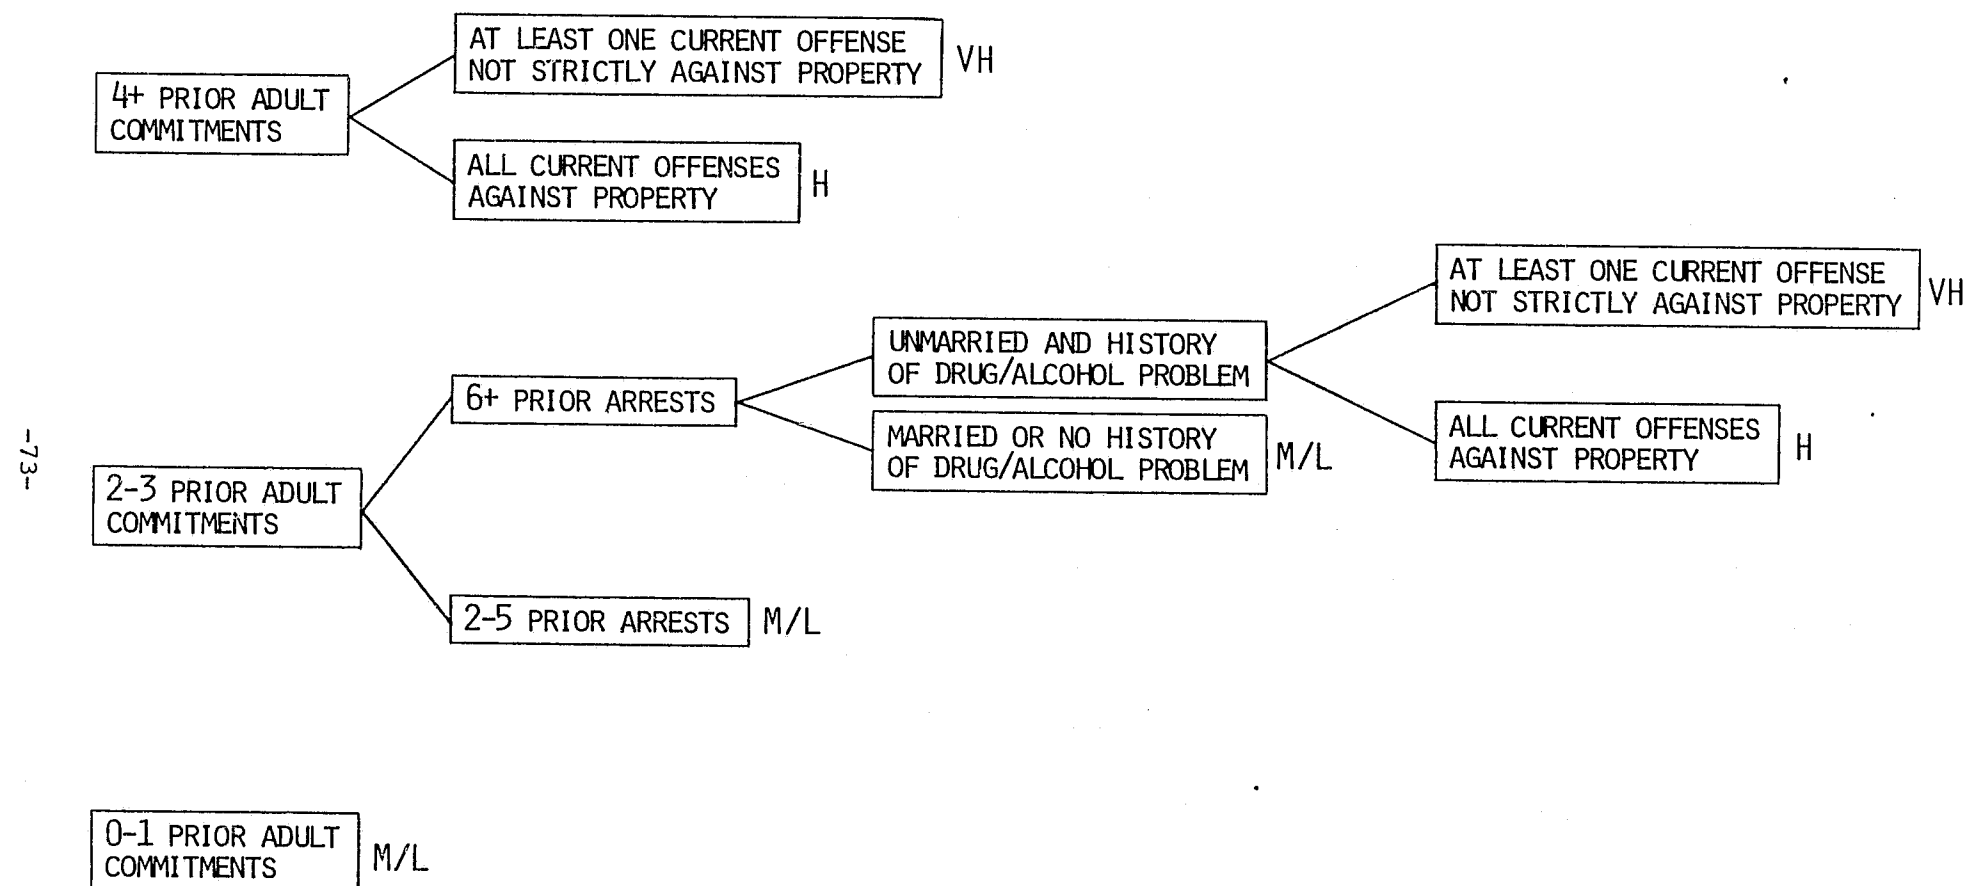 4+ PRIOR ADULT
COMMITMENTS
AT LEAST ONE CURRENT OFFENSE
NOT STRICTLY AGAINST PROPERTY
VH
ALL CURRENT OFFENSES
AGAINST PROPERTY
H
2-3 PRIOR ADULT
COMMITMENTS
6+ PRIOR ARRESTS
UNMARRIED AND HISTORY
OF DRUG/ALCOHOL PROBLEM
AT LEAST ONE CURRENT OFFENSE
NOT STRICTLY AGAINST PROPERTY
VH
ALL CURRENT OFFENSES
AGAINST PROPERTY
H
MARRIED OR NO HISTORY
OF DRUG/ALCOHOL PROBLEM
M/L
2-5 PRIOR ARRESTS
M/L
0-1 PRIOR ADULT
COMMITMENTS
M/L
-73-